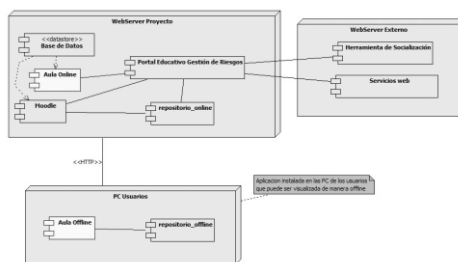 WebServer Proyecto
<<datastore>>
Base de Datos
Aula Online
Portal Educativo Gestión de Riesgos
Moodle
repositorio_online
WebServer Externo
Herramienta de Socialización
Servicios web
<<HTTP>>
Aplicacion instalada en las PC de los usuarios
que puede ser visualizada de manera offline
PC Usuarios
Aula Offline
repositorio_offline